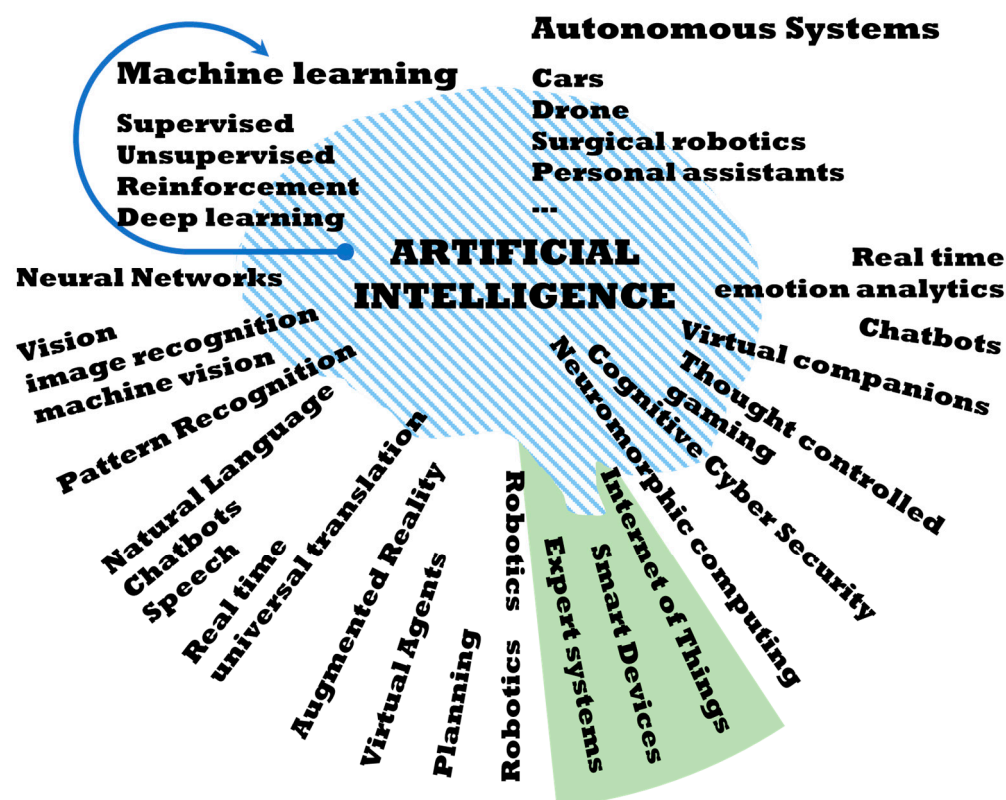 Autonomous Systems
Cars
Drone
Surgical robotics
Personal assistants
...
Machine learning
Supervised
Unsupervised
Reinforcement
Deep learning
ARTIFICIAL
INTELLIGENCE
Neural Networks
Vision
image recognition
machine vision
Pattern Recognition
Natural Language
Chatbots
Speech
Real time
universal translation
Augmented Reality
Virtual Agents
Planning
Robotics
Robotics
Expert systems
Smart Devices
Internet of Things
Neuromorphic computing
Cognitive Cyber Security
Thought controlled
gaming
Virtual companions
Chatbots
Real time
emotion analytics